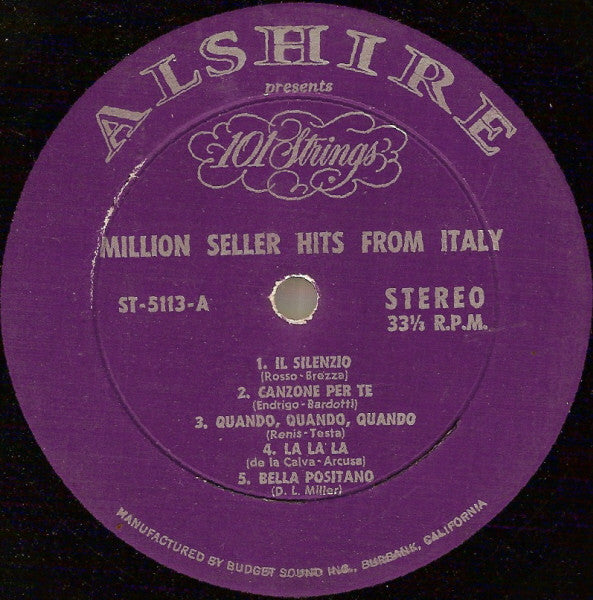 ALSHIRE
presents
101 Strings
MILLION SELLER HITS FROM ITALY
ST-5113-A
STEREO
33⅓ R.P.M.
1. IL SILENZIO
(Rosso-Brezza)
2. CANZONE PER TE
(Endrigo-Bardotti)
3. QUANDO, QUANDO, QUANDO
(Renis-Testa)
4. LA LA LA
(de la Calva-Arcusa)
5. BELLA POSITANO
(D. L. Miller)
MANUFACTURED BY BUDGET SOUND INC., BURBANK, CALIFORNIA